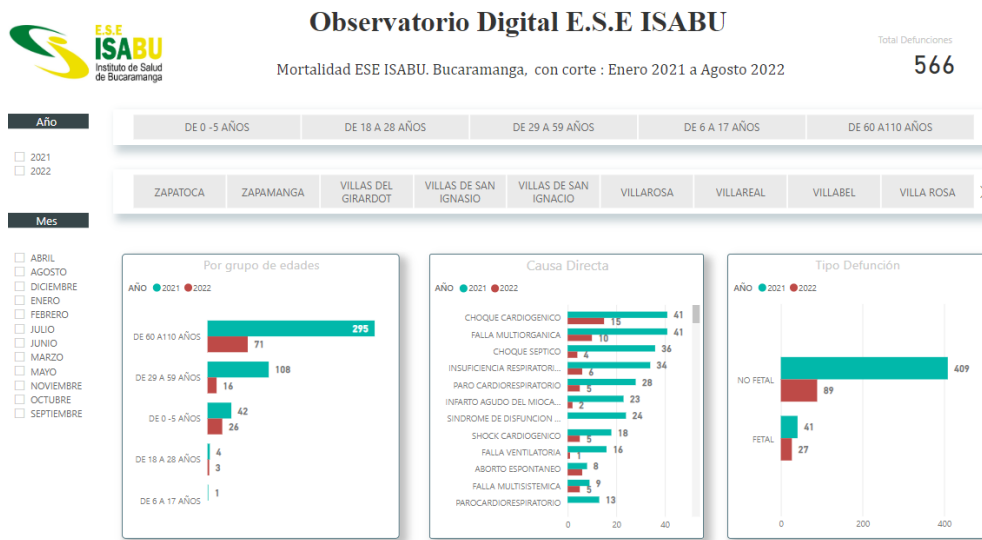 E.S.E
ISABU
Instituto de Salud
de Bucaramanga
Observatorio Digital E.S.E ISABU
Mortalidad ESE ISABU. Bucaramanga, con corte : Enero 2021 a Agosto 2022
Total Defunciones
566
Año
2021
2022
DE 0 -5 AÑOS
DE 18 A 28 AÑOS
DE 29 A 59 AÑOS
DE 6 A 17 AÑOS
DE 60 A110 AÑOS
ZAPATOCA
ZAPAMANGA
VILLAS DEL
GIRARDOT
VILLAS DE SAN
IGNASIO
VILLAS DE SAN
IGNACIO
VILLAROSA
VILLAREAL
VILLABEL
VILLA ROSA
Mes
ABRIL
AGOSTO
DICIEMBRE
ENERO
FEBRERO
JULIO
JUNIO
MARZO
MAYO
NOVIEMBRE
OCTUBRE
SEPTIEMBRE
Por grupo de edades
AÑO 2021 2022
DE 60 A110 AÑOS 295
71
DE 29 A 59 AÑOS 108
16
DE 0 -5 AÑOS 42
26
DE 18 A 28 AÑOS 4
3
DE 6 A 17 AÑOS 1
Causa Directa
AÑO 2021 2022
CHOQUE CARDIOGENICO 41
15
FALLA MULTIORGANICA 41
10
CHOQUE SEPTICO 36
4
INSUFICIENCIA RESPIRATORI... 34
6
PARO CARDIORESPIRATORIO 28
5
INFARTO AGUDO DEL MIOCA... 23
2
SINDROME DE DISFUNCION ... 24
SHOCK CARDIOGENICO 18
5
FALLA VENTILATORIA 16
1
ABORTO ESPONTANEO 8
FALLA MULTISISTEMICA 9
5
PAROCARDIORESPIRATORIO 13
0 20 40
Tipo Defunción
AÑO 2021 2022
NO FETAL 409
89
FETAL 41
27
0 200 400